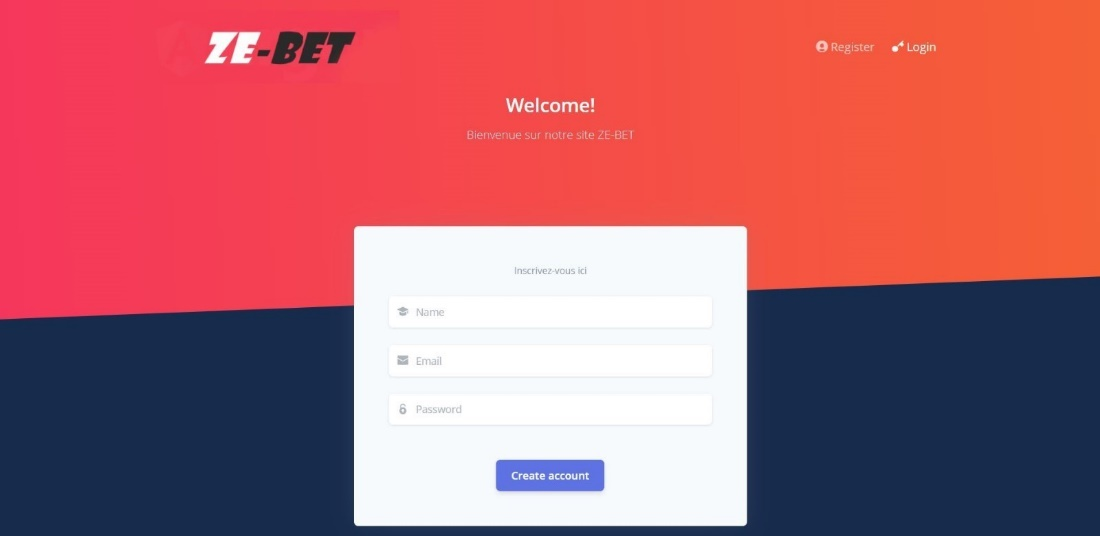 ZE-BET
Register Login
Welcome!
Bienvenue sur notre site ZE-BET
Inscrivez-vous ici
Name
Email
Password
Create account